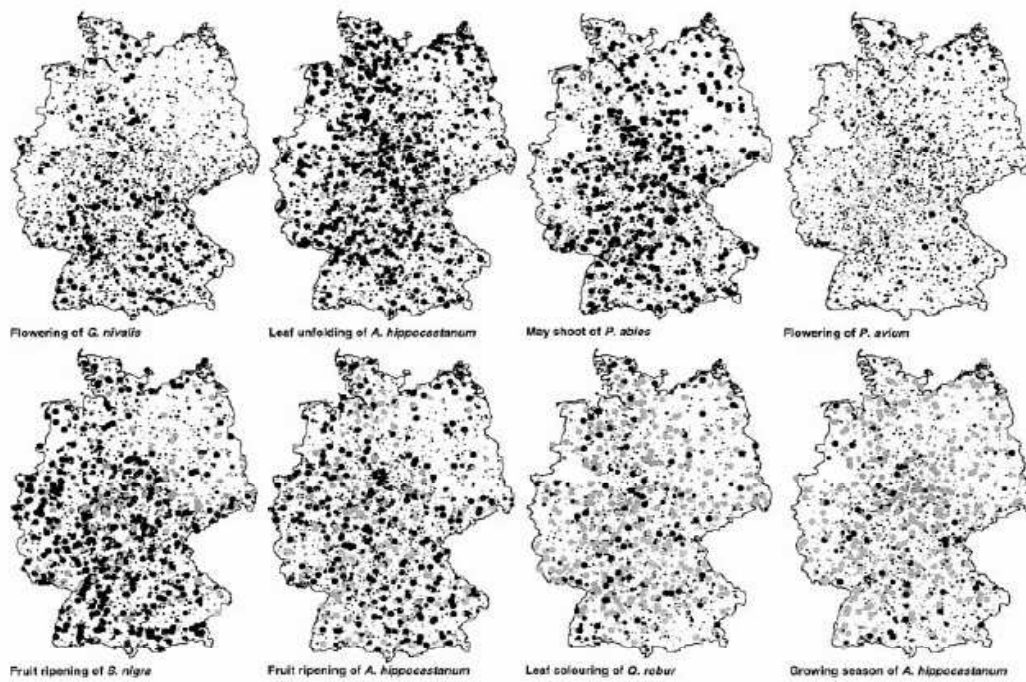 Flowering of G. nivalis
Leaf unfolding of A. hippocastanum
May shoot of P. abies
Flowering of P. avium
Fruit ripening of S. nigra
Fruit ripening of A. hippocastanum
Leaf colouring of Q. robur
Growing season of A. hippocastanum